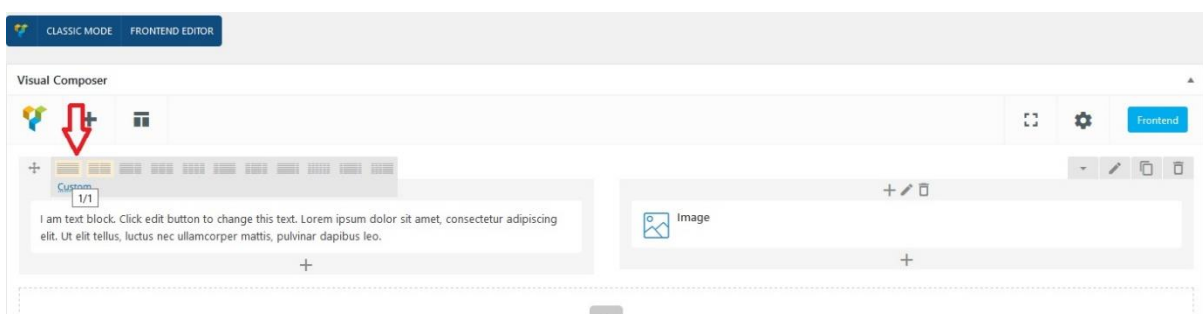 CLASSIC MODE FRONTEND EDITOR
Visual Composer
Frontend
Custom
1/1
I am text block. Click edit button to change this text. Lorem ipsum dolor sit amet, consectetur adipiscing
elit. Ut elit tellus, luctus nec ullamcorper mattis, pulvinar dapibus leo.
Image